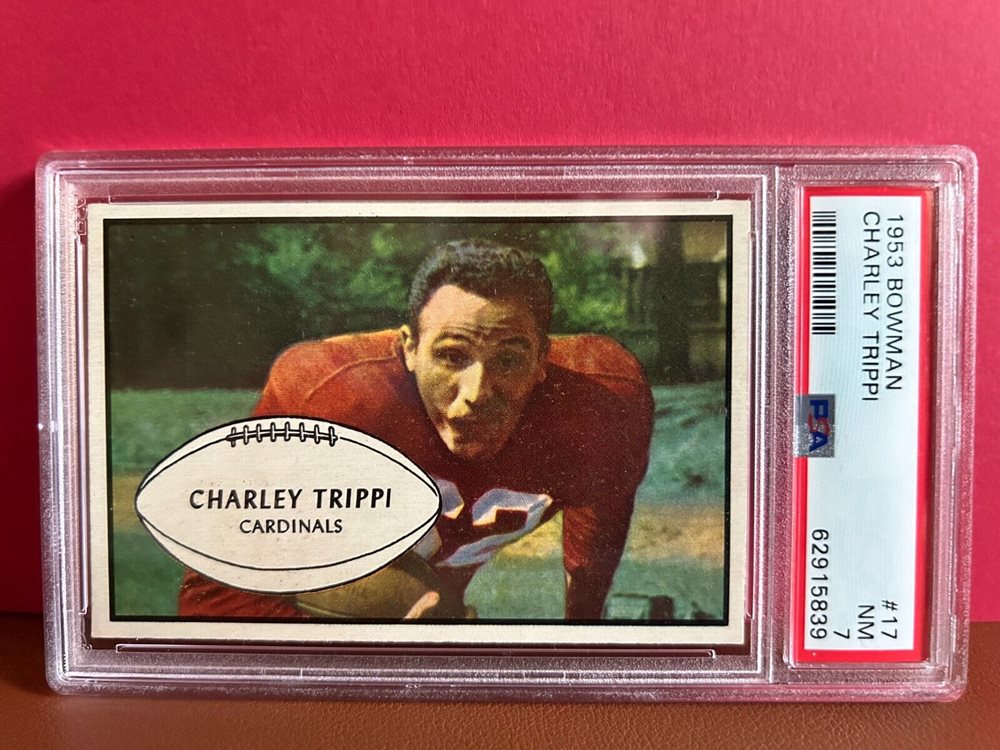 CHARLEY TRIPPI
CARDINALS
1953 BOWMAN
CHARLEY TRIPPI
PSA
#17
NM
7
62915839